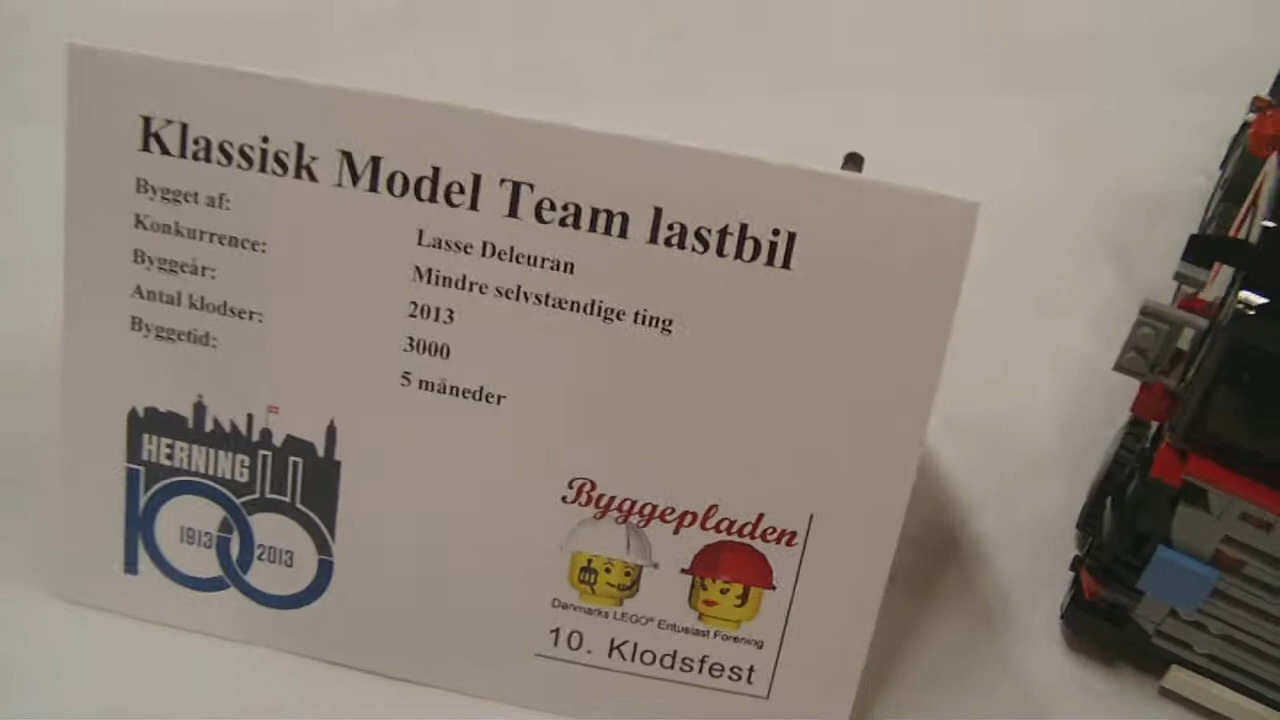 Klassisk Model Team lastbil
Bygget af: Lasse Deleuran
Konkurrence: Mindre selvstændige ting
Byggeår: 2013
Antal klodser: 3000
Byggetid: 5 måneder
HERNING
100
1913 2013
Byggepladen
Danmarks LEGO® Entusiast Forening
10. Klodsfest